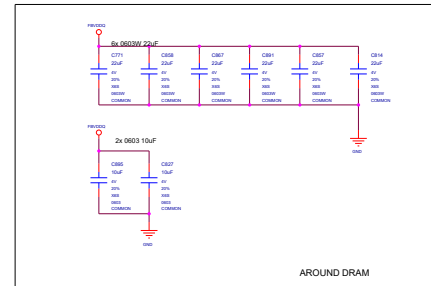 FBVDDQ
6x 0603W 22uF
C771 C858 C867 C891 C857 C814
22uF 22uF 22uF 22uF 22uF 22uF
4V 4V 4V 4V 4V 4V
20% 20% 20% 20% 20% 20%
X6S X6S X6S X6S X6S X6S
0603W 0603W 0603W 0603W 0603W 0603W
COMMON COMMON COMMON COMMON COMMON COMMON
GND
FBVDDQ
2x 0603 10uF
C895 C827
10uF 10uF
4V 4V
20% 20%
X6S X6S
0603 0603
COMMON COMMON
GND
AROUND DRAM